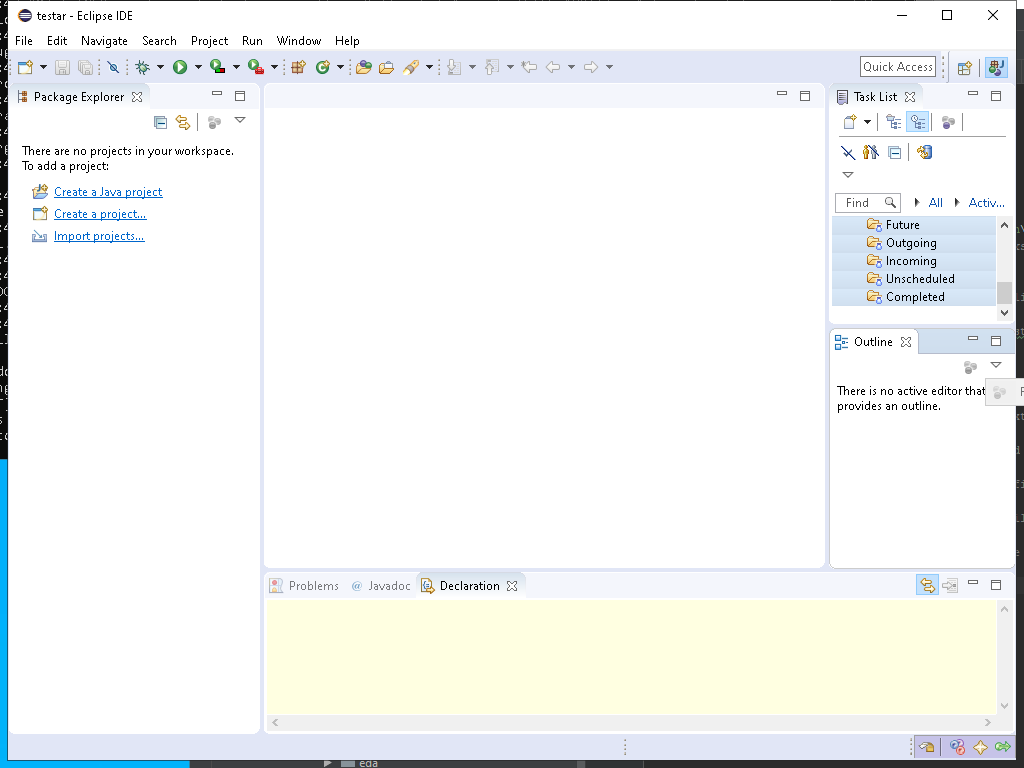 testar - Eclipse IDE
File Edit Navigate Search Project Run Window Help
Quick Access
Package Explorer
There are no projects in your workspace.
To add a project:
Create a Java project
Create a project...
Import projects...
Task List
Find All Activ...
Future
Outgoing
Incoming
Unscheduled
Completed
Outline
There is no active editor that
provides an outline.
Problems @ Javadoc Declaration
eda